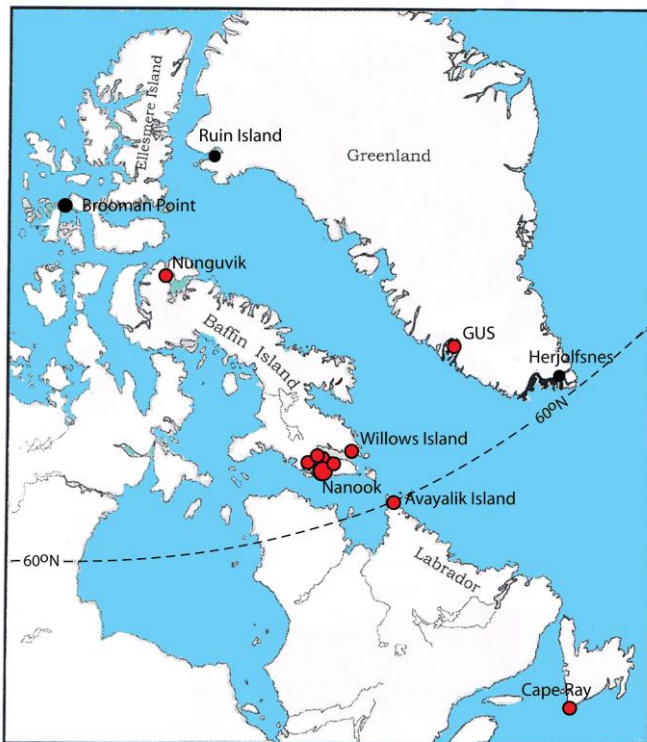 Ellesmere Island
Ruin Island
Greenland
Brooman Point
Nunguvik
Baffin Island
GUS
Herjolfsnes
60ºN
Willows Island
Nanook
Avayalik Island
60ºN
Labrador
Cape Ray